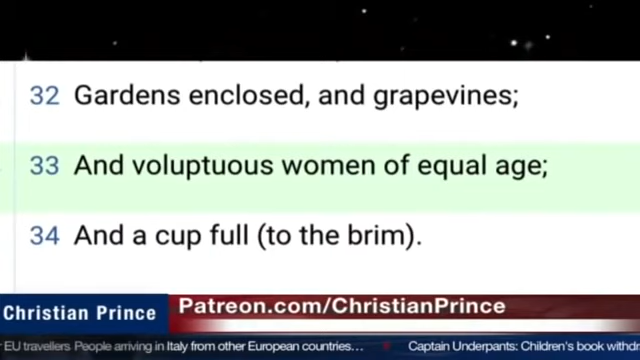 32 Gardens enclosed, and grapevines;
33 And voluptuous women of equal age;
34 And a cup full (to the brim).
Christian Prince
Patreon.com/ChristianPrince
EU travellers People arriving in Italy from other European countries... Captain Underpants: Children's book withd